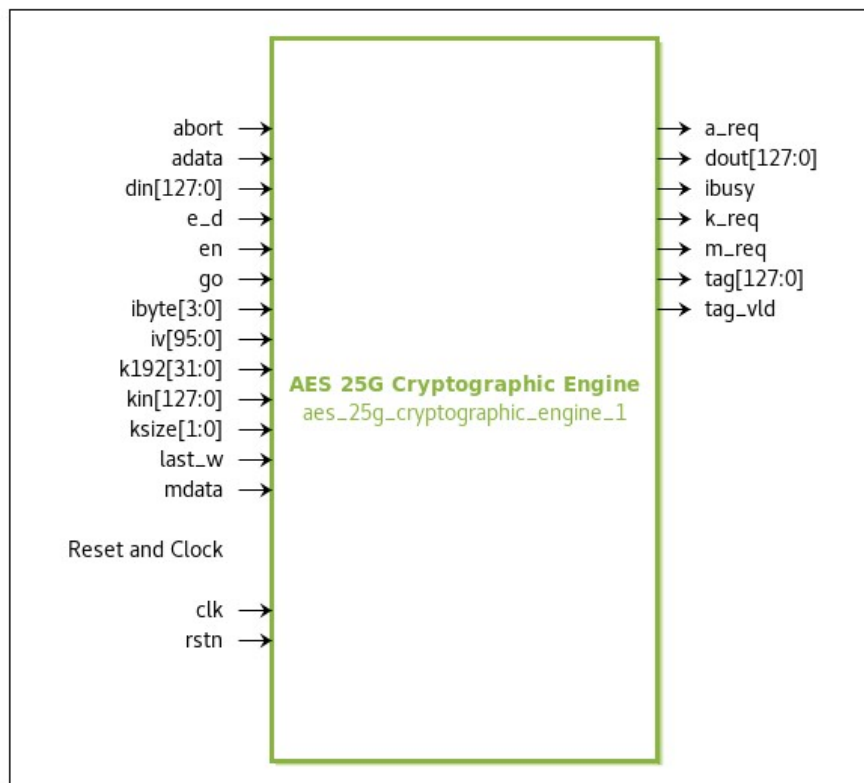 abort
adata
din[127:0]
e_d
en
go
ibyte[3:0]
iv[95:0]
k192[31:0]
kin[127:0]
ksize[1:0]
last_w
mdata
Reset and Clock
clk
rstn
AES 25G Cryptographic Engine
aes_25g_cryptographic_engine_1
a_req
dout[127:0]
ibusy
k_req
m_req
tag[127:0]
tag_vld